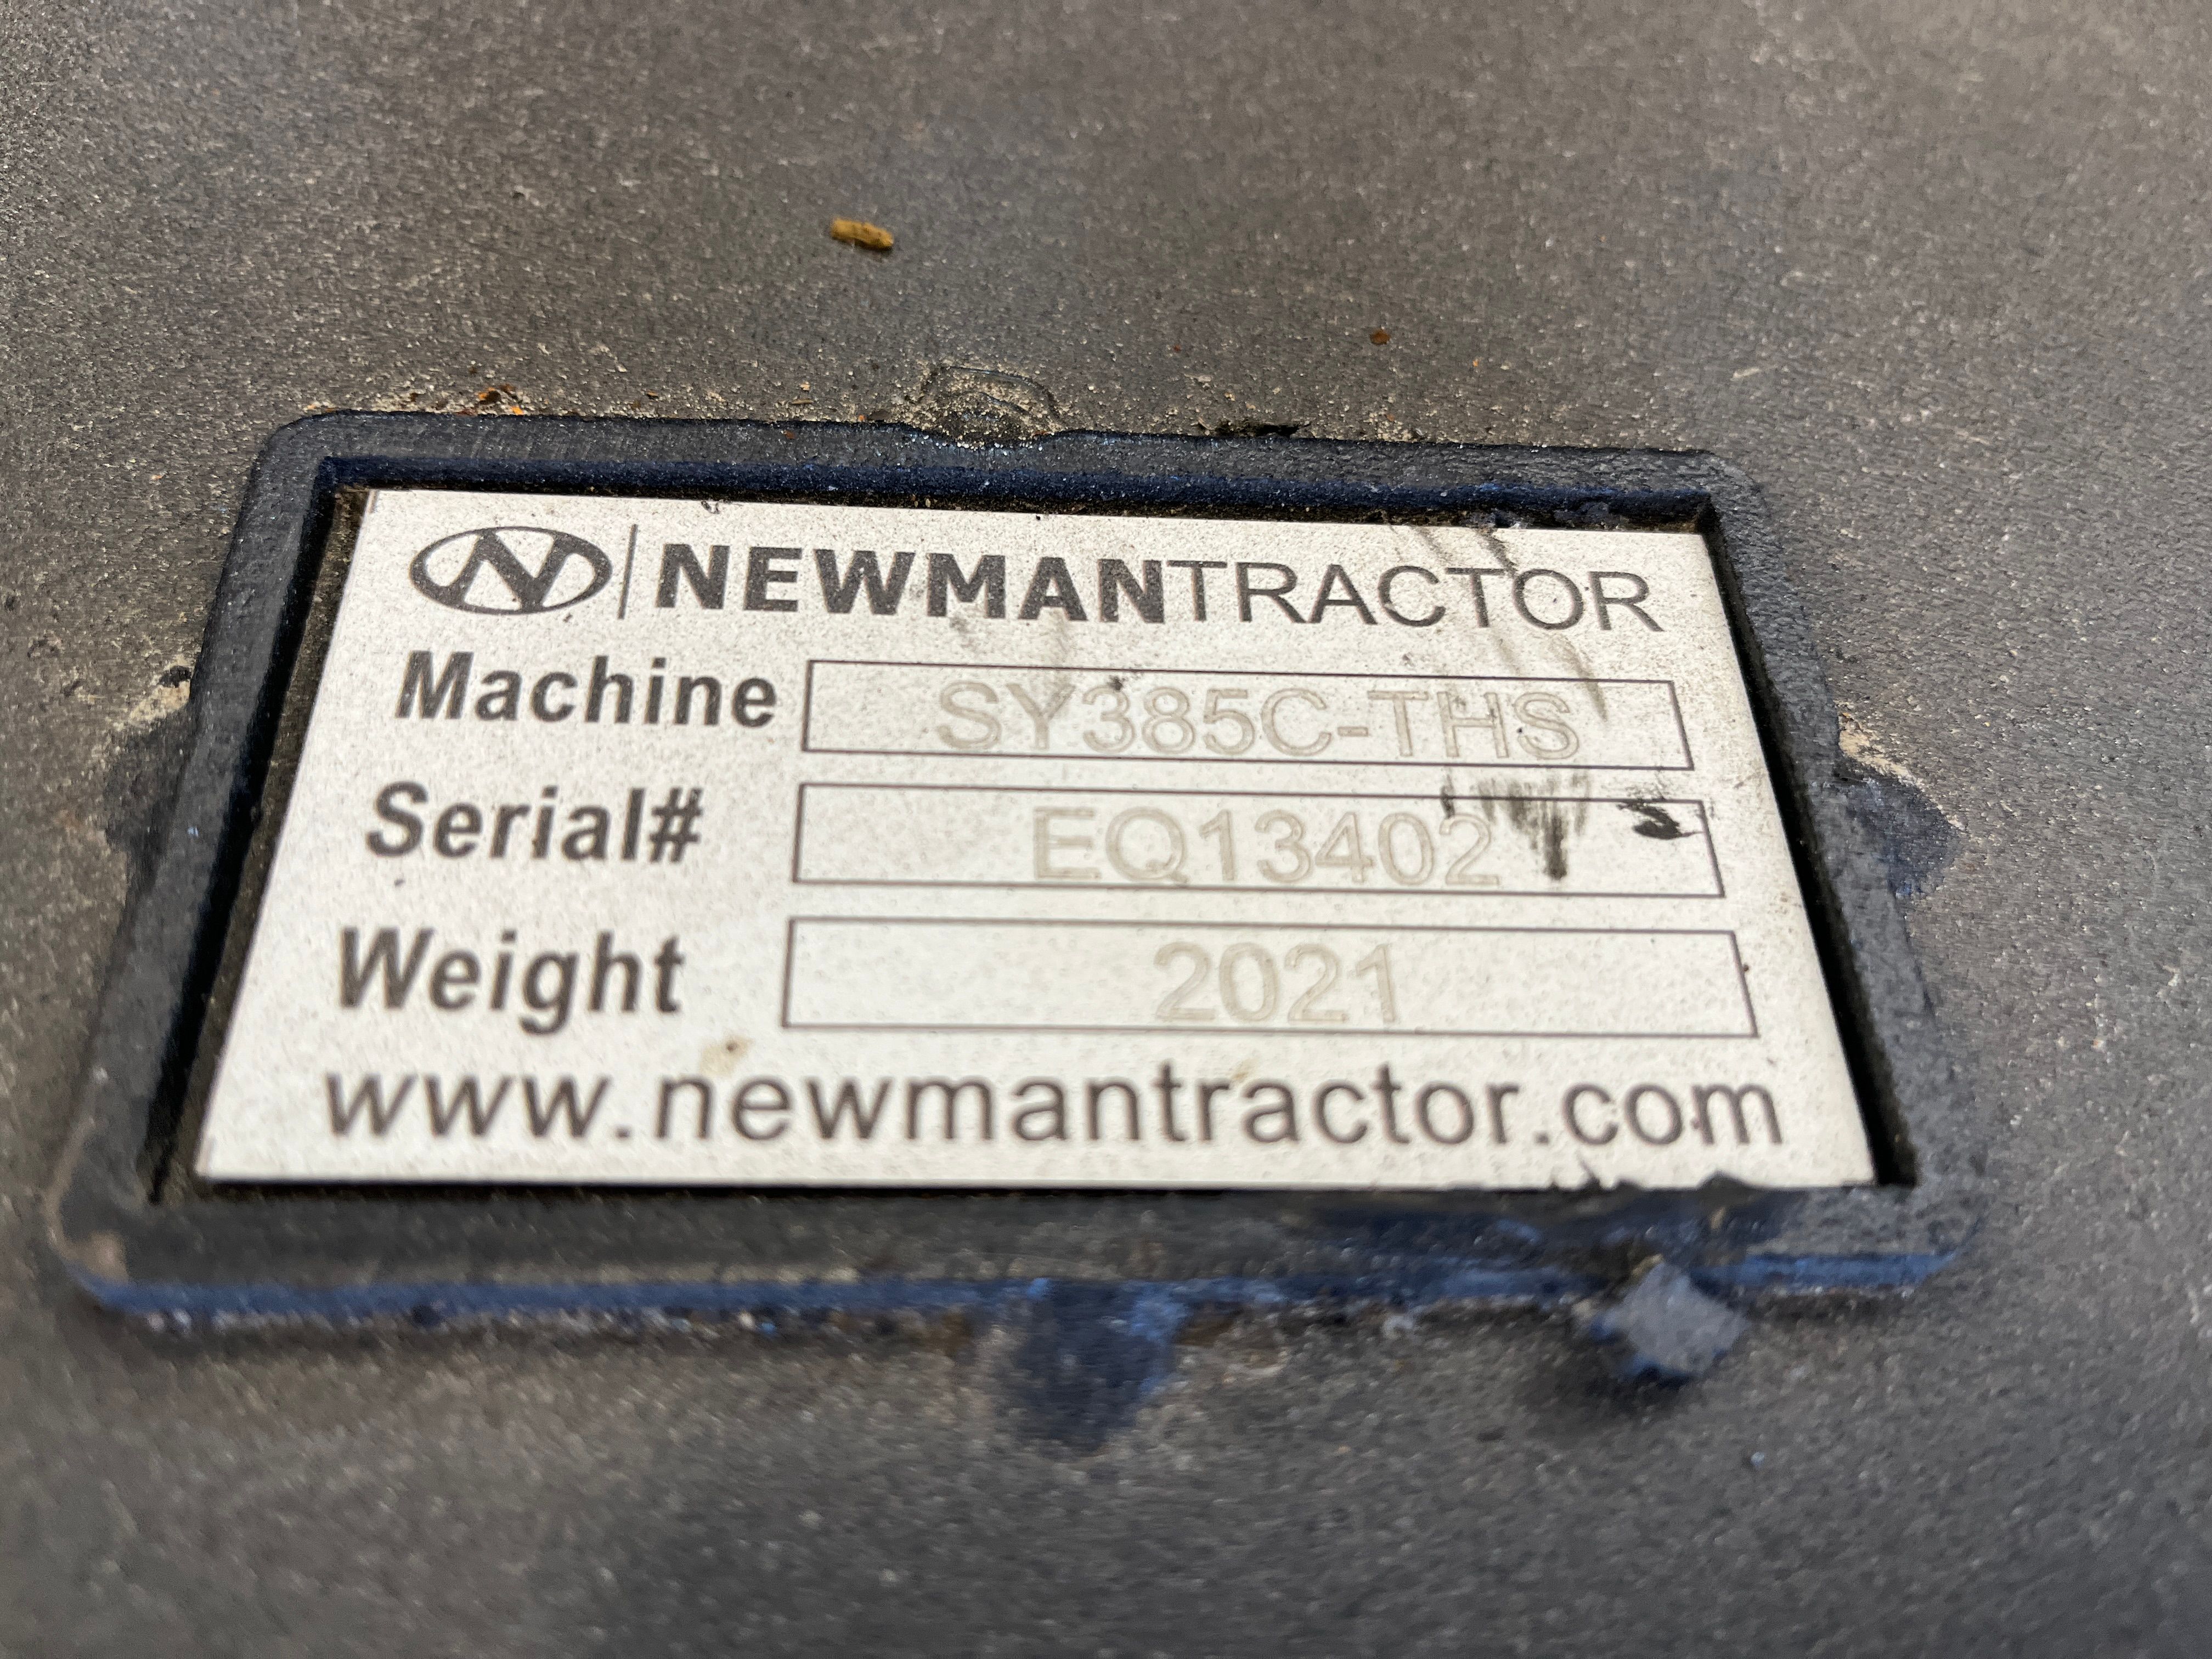 NEWMANTRACTOR
Machine SY385C-THS
Serial# EQ13402
Weight 2021
www.newmantractor.com